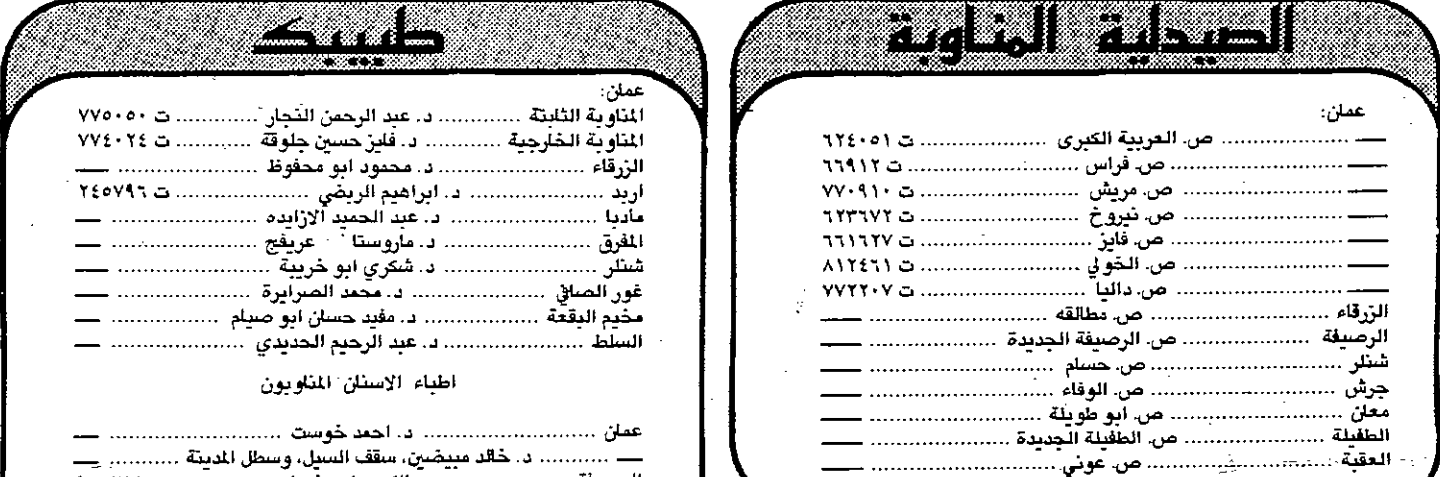 الصيدلية المناوبة
عمان:
— ................... ص. العربية الكبرى ................... ت ٦٢٤٠٥١
— ................... ص. فراس ................... ت ٦٦٩١٢
— ................... ص. مريش ................... ت ٧٧٠٩١٠
— ................... ص. نيروخ ................... ت ٦٢٣٦٧٢
— ................... ص. فايز ................... ت ٦٦١٦٢٧
— ................... ص. الخولي ................... ت ٨١٢٤٦١
— ................... ص. داليا ................... ت ٧٧٢٢٠٧
الزرقاء ................... ص. مطالقه ................... —
الرصيفة ................... ص. الرصيفة الجديدة ................... —
شنلر ................... ص. حسام ................... —
جرش ................... ص. الوفاء ................... —
معان ................... ص. ابو طويلة ................... —
الطفيلة ................... ص. الطفيلة الجديدة ................... —
العقبة ................... ص. عوني ................... —
طبيبك
عمان:
المناوبة الثابتة ............ د. عبد الرحمن النجار ............ ت ٧٧٥٠٥٠
المناوبة الخارجية ............ د. فايز حسين جلوقة ............ ت ٧٧٤٠٢٤
الزرقاء ................... د. محمود ابو محفوظ ................... —
اربد ................... د. ابراهيم الربضي ................... ت ٢٤٥٧٩٦
مادبا ................... د. عبد الحميد الازايده ................... —
المفرق ................... د. ماروستا عريفج ................... —
شنلر ................... د. شكري ابو خريبة ................... —
غور الصافي ................... د. محمد الصرايرة ................... —
مخيم البقعة ................... د. مفيد حسان ابو صيام ............... —
السلط ................... د. عبد الرحيم الحديدي ................... —
اطباء الاسنان المناوبون
عمان ................... د. احمد خوست ................... —
— ............ د. خالد مبيضين، سقف السيل، وسطل المدينة ............ —